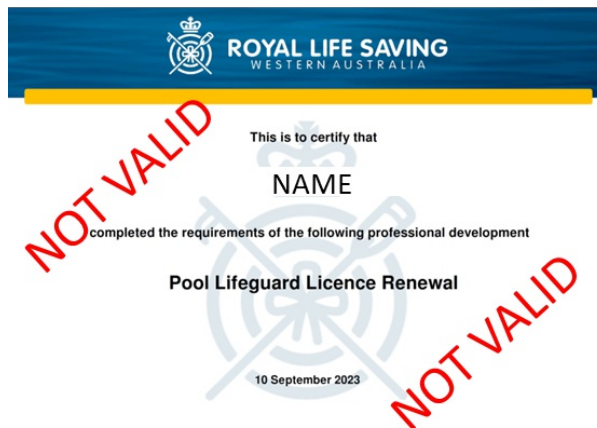 ROYAL LIFE SAVING
WESTERN AUSTRALIA
This is to certify that
NOT VALID
NAME
completed the requirements of the following professional development
Pool Lifeguard Licence Renewal
NOT VALID
10 September 2023